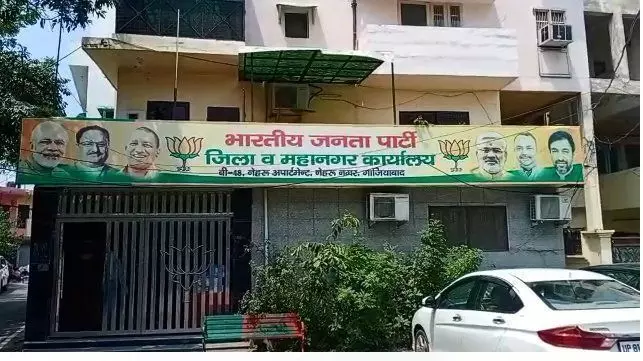 भारतीय जनता पार्टी
जिला व महानगर कार्यालय
बी-48, नेहरू अपार्टमेन्ट, नेहरू नगर, गाजियाबाद